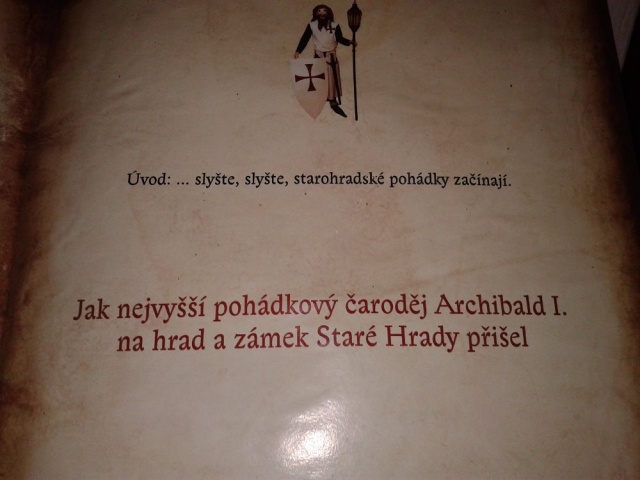 Úvod: ... slyšte, slyšte, starohradské pohádky začínají.
Jak nejvyšší pohádkový čaroděj Archibald I.
na hrad a zámek Staré Hrady přišel